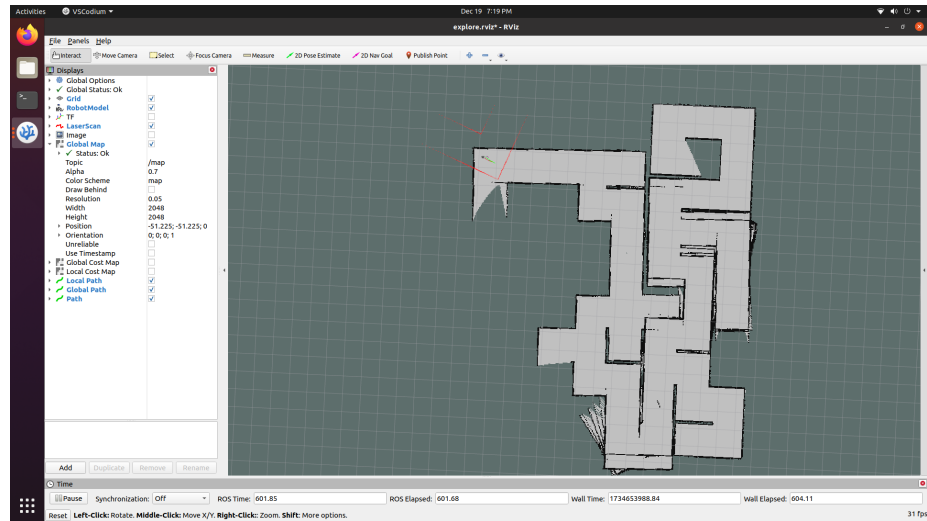 Activities VSCodium Dec 19 7:19 PM
explore.rviz* - RViz
File Panels Help
Interact Move Camera Select Focus Camera Measure 2D Pose Estimate 2D Nav Goal Publish Point
Displays
Global Options
Global Status: Ok
Grid
RobotModel
TF
LaserScan
Image
Global Map
Status: Ok
Topic /map
Alpha 0.7
Color Scheme map
Draw Behind
Resolution 0.05
Width 2048
Height 2048
Position -51.225; -51.225; 0
Orientation 0; 0; 0; 1
Unreliable
Use Timestamp
Global Cost Map
Local Cost Map
Local Path
Global Path
Path
Add Duplicate Remove Rename
Time
Pause Synchronization: Off ROS Time: 601.85 ROS Elapsed: 601.68 Wall Time: 1734653988.84 Wall Elapsed: 604.11
Reset Left-Click: Rotate. Middle-Click: Move X/Y. Right-Click:: Zoom. Shift: More options. 31 fps